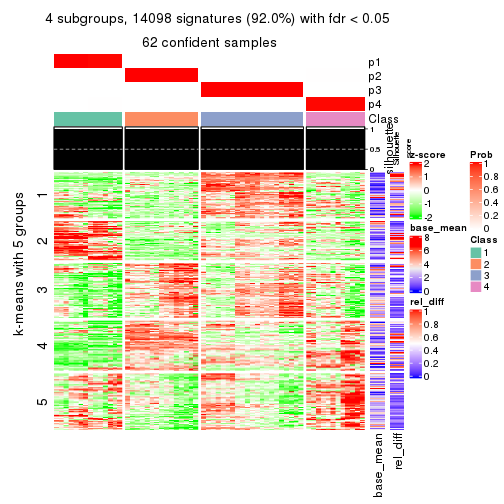 4 subgroups, 14098 signatures (92.0%) with fdr < 0.05
62 confident samples
p1
p2
p3
p4
Class
silhouette
Silhouette
score
1
0.5
0
k-means with 5 groups
1
2
3
4
5
base_mean
rel_diff
z-score
2
1
0
-1
-2
base_mean
8
6
4
2
0
rel_diff
1
0.8
0.6
0.4
0.2
0
Prob
1
0.8
0.6
0.4
0.2
0
Class
1
2
3
4